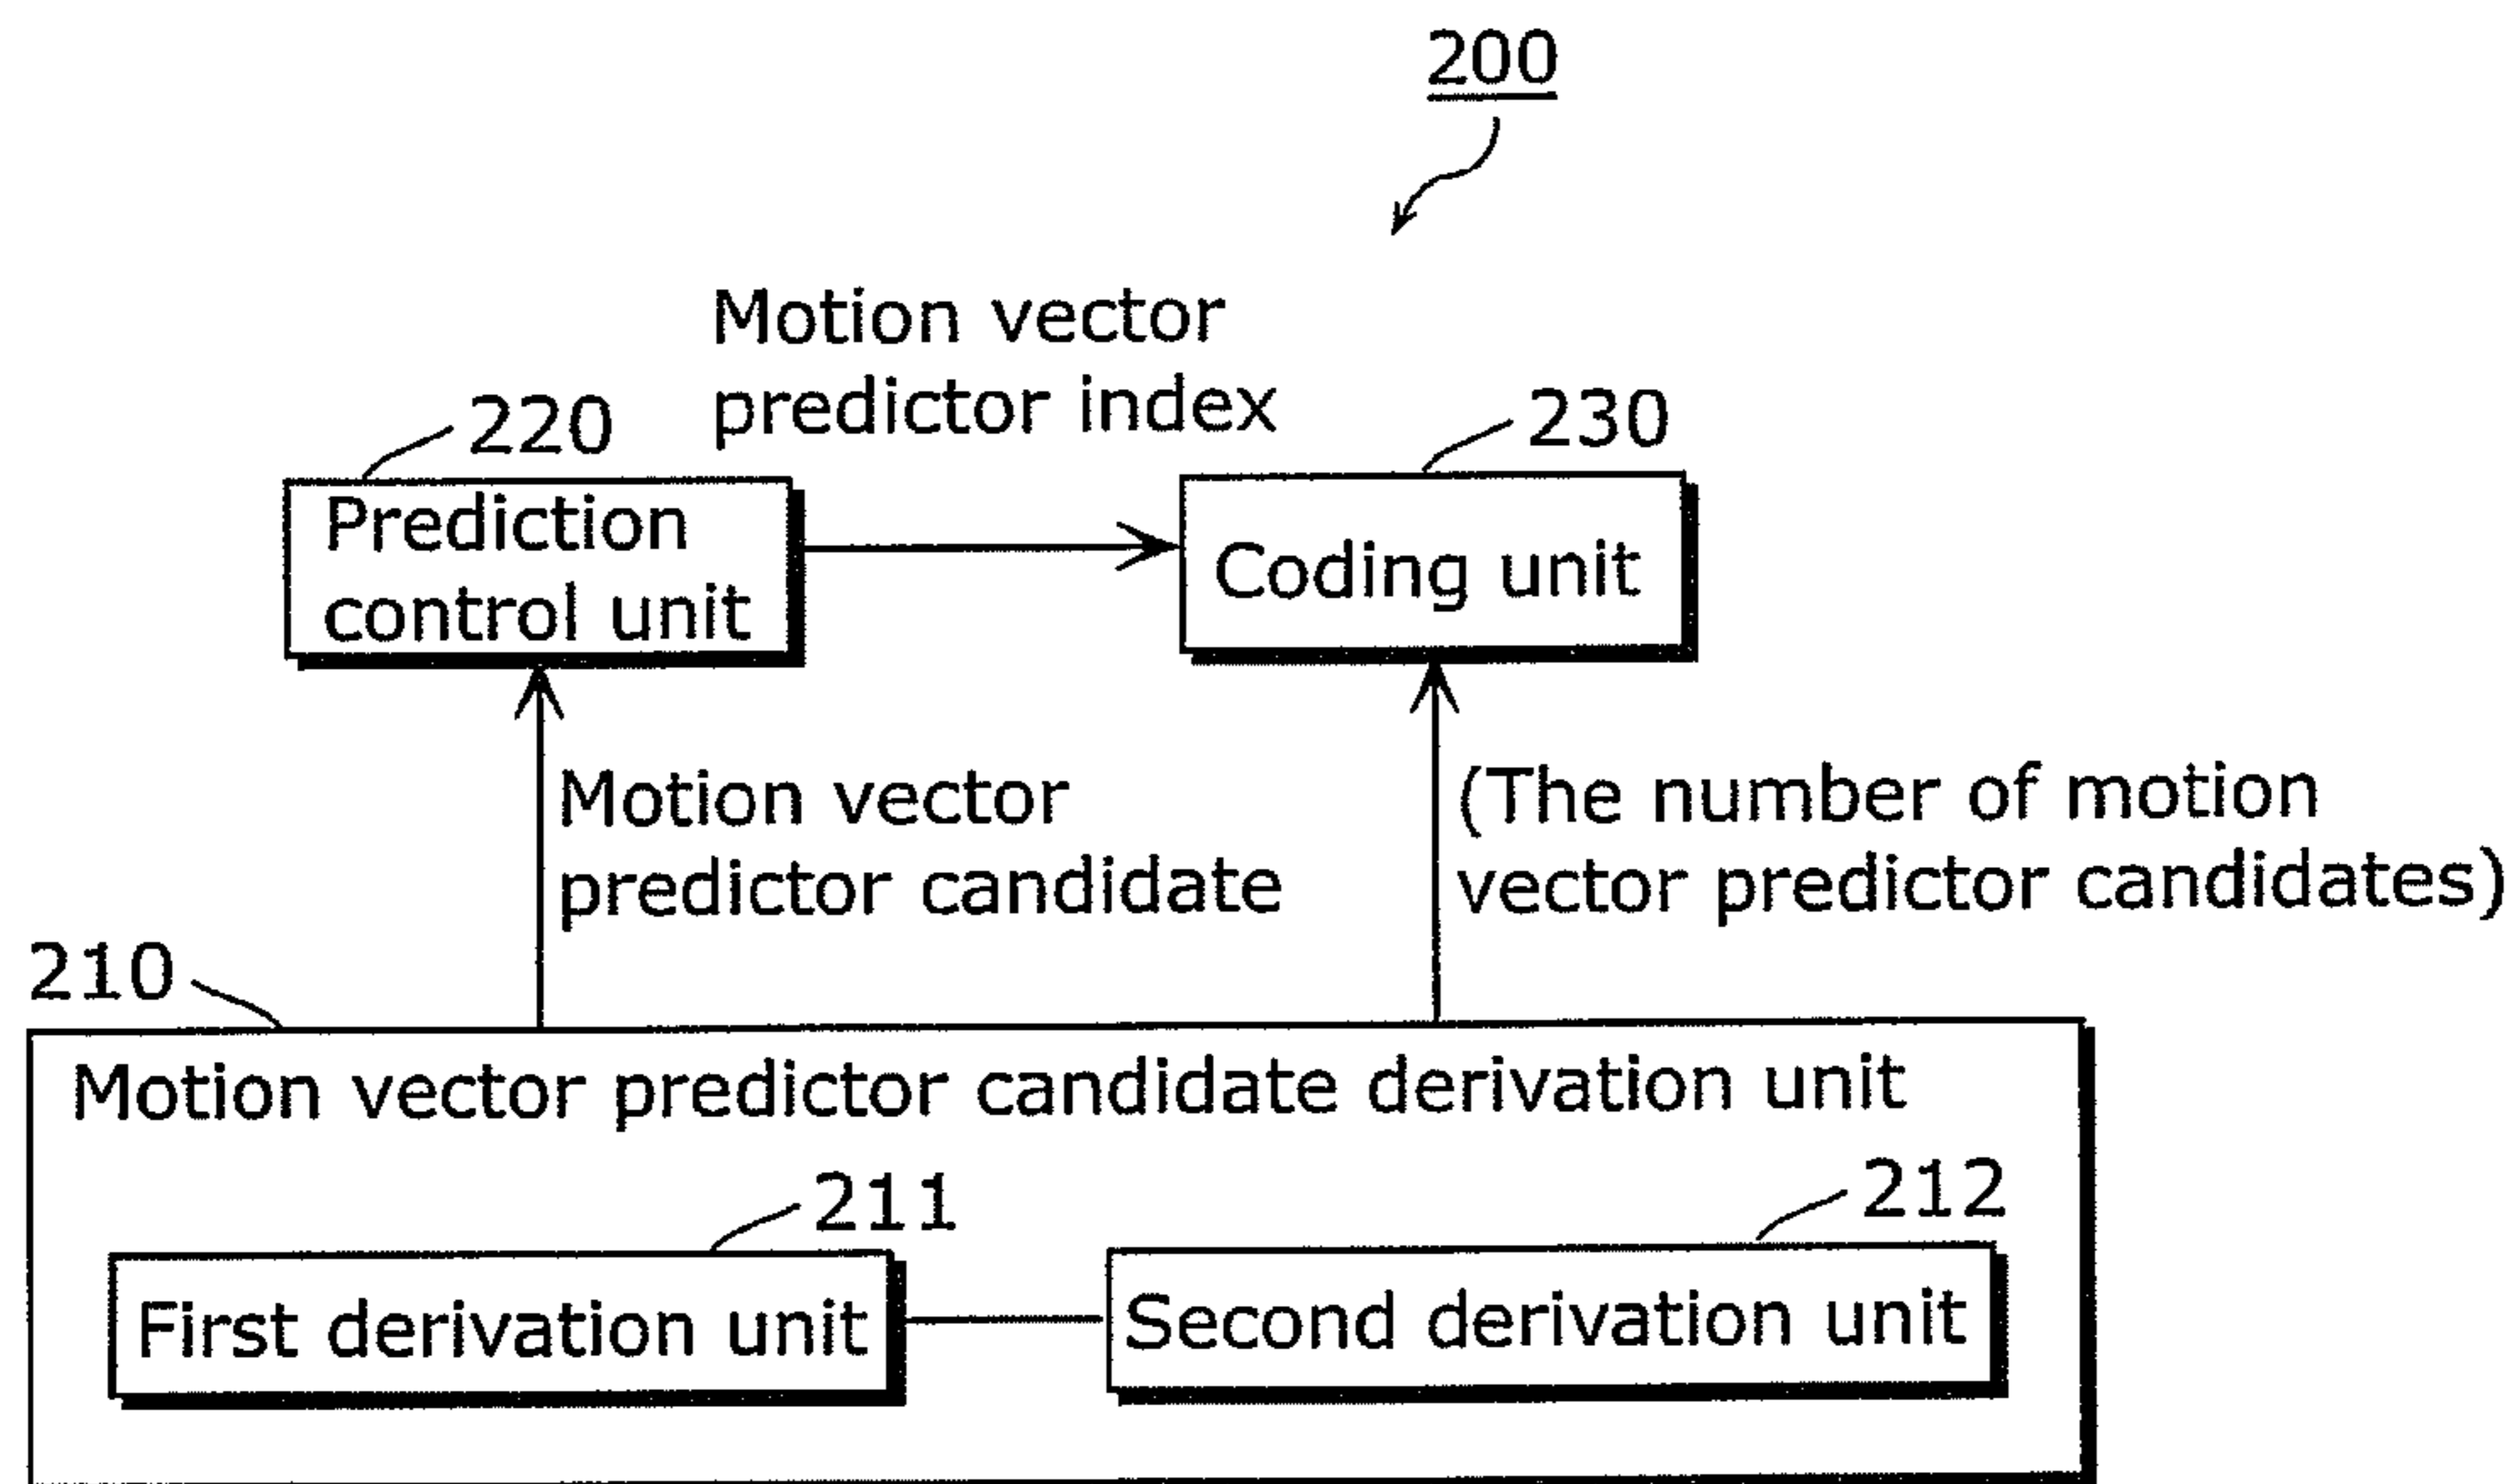 200
Motion vector
predictor index
220
230
Prediction
control unit
Coding unit
Motion vector
predictor candidate
(The number of motion
vector predictor candidates)
210
Motion vector predictor candidate derivation unit
211
212
First derivation unit
Second derivation unit